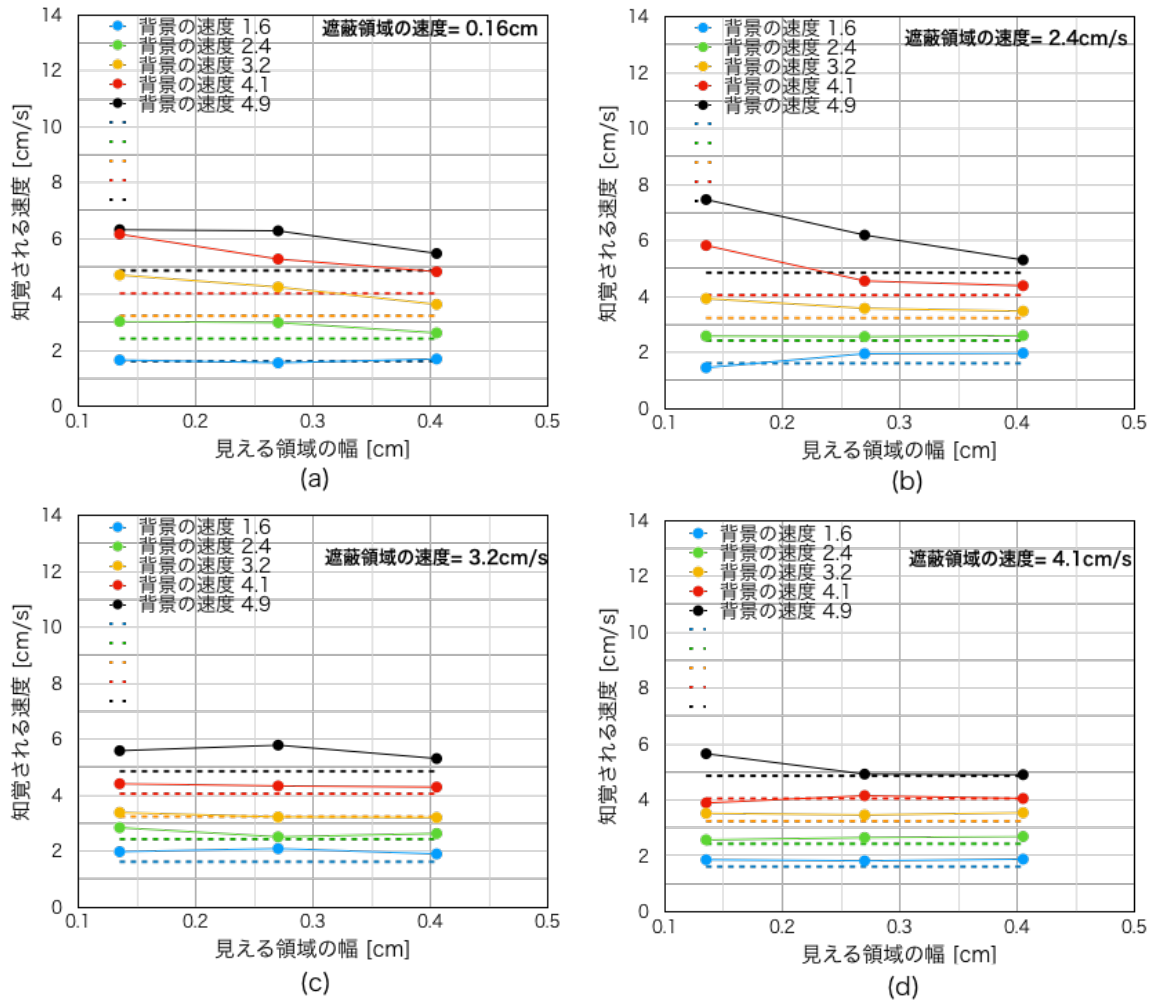 背景の速度 1.6
背景の速度 2.4
背景の速度 3.2
背景の速度 4.1
背景の速度 4.9
遮蔽領域の速度= 0.16cm
知覚される速度 [cm/s]
14
12
10
8
6
4
2
0
0.1
0.2
0.3
0.4
0.5
見える領域の幅 [cm]
(a)
背景の速度 1.6
背景の速度 2.4
背景の速度 3.2
背景の速度 4.1
背景の速度 4.9
遮蔽領域の速度= 2.4cm/s
知覚される速度 [cm/s]
14
12
10
8
6
4
2
0
0.1
0.2
0.3
0.4
0.5
見える領域の幅 [cm]
(b)
背景の速度 1.6
背景の速度 2.4
背景の速度 3.2
背景の速度 4.1
背景の速度 4.9
遮蔽領域の速度= 3.2cm/s
知覚される速度 [cm/s]
14
12
10
8
6
4
2
0
0.1
0.2
0.3
0.4
0.5
見える領域の幅 [cm]
(c)
背景の速度 1.6
背景の速度 2.4
背景の速度 3.2
背景の速度 4.1
背景の速度 4.9
遮蔽領域の速度= 4.1cm/s
知覚される速度 [cm/s]
14
12
10
8
6
4
2
0
0.1
0.2
0.3
0.4
0.5
見える領域の幅 [cm]
(d)